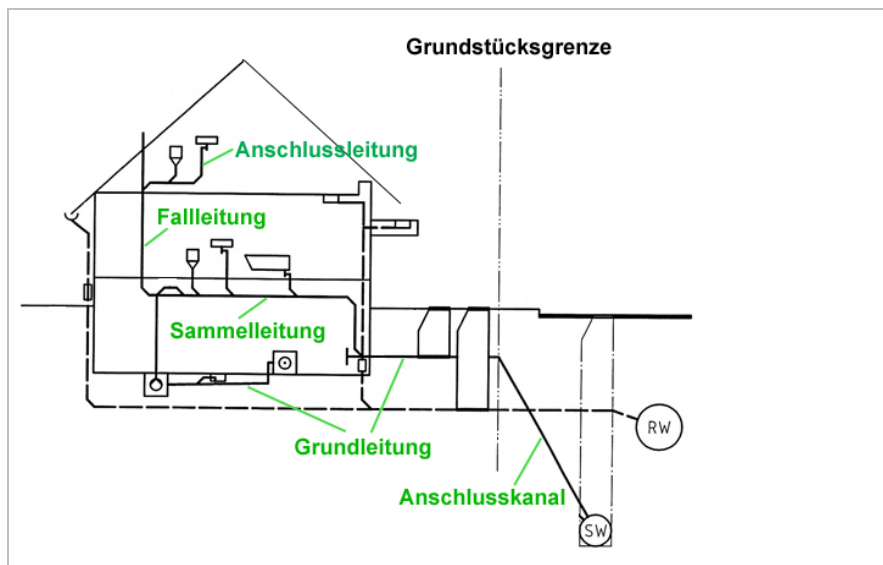 Grundstücksgrenze
Anschlussleitung
Fallleitung
Sammelleitung
Grundleitung
RW
Anschlusskanal
SW